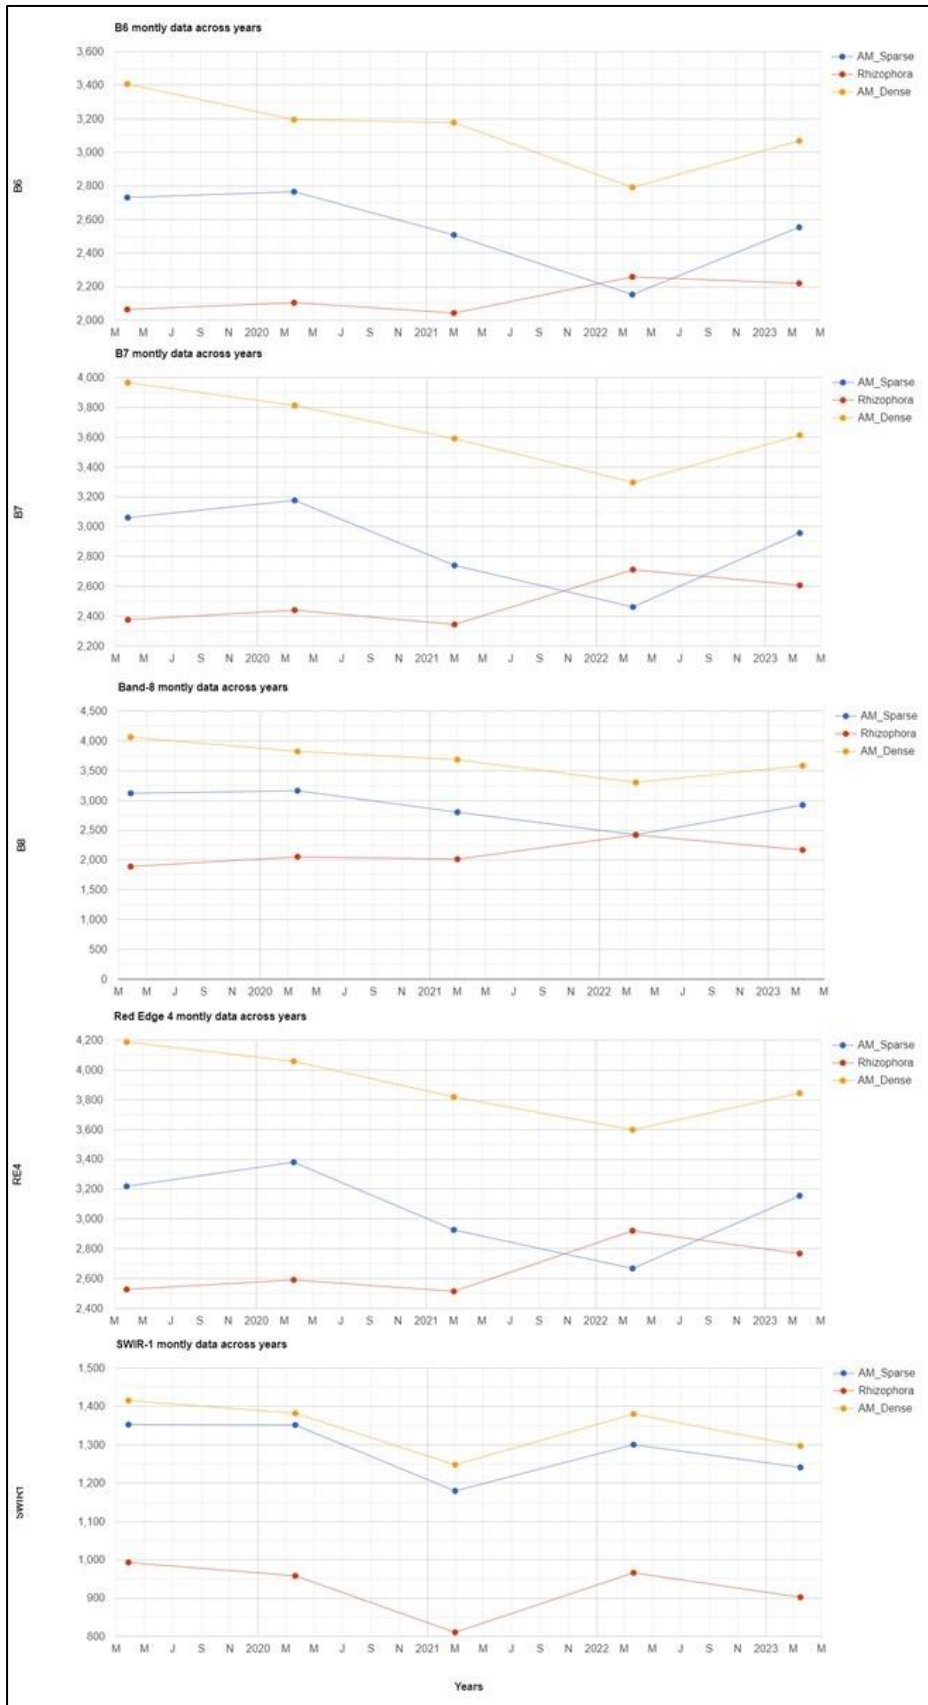 B6 montly data across years
3,600
3,400
3,200
3,000
2,800
2,600
2,400
2,200
2,000
B6
M M J S N 2020 M M J S N 2021 M M J S N 2022 M M J S N 2023 M M
AM_Sparse
Rhizophora
AM_Dense
B7 montly data across years
4,000
3,800
3,600
3,400
3,200
3,000
2,800
2,600
2,400
2,200
B7
M M J S N 2020 M M J S N 2021 M M J S N 2022 M M J S N 2023 M M
AM_Sparse
Rhizophora
AM_Dense
Band-8 montly data across years
4,500
4,000
3,500
3,000
2,500
2,000
1,500
1,000
500
0
B8
M M J S N 2020 M M J S N 2021 M M J S N 2022 M M J S N 2023 M M
AM_Sparse
Rhizophora
AM_Dense
Red Edge 4 montly data across years
4,200
4,000
3,800
3,600
3,400
3,200
3,000
2,800
2,600
2,400
RE4
M M J S N 2020 M M J S N 2021 M M J S N 2022 M M J S N 2023 M M
AM_Sparse
Rhizophora
AM_Dense
SWIR-1 montly data across years
1,500
1,400
1,300
1,200
1,100
1,000
900
800
SWIR1
M M J S N 2020 M M J S N 2021 M M J S N 2022 M M J S N 2023 M M
AM_Sparse
Rhizophora
AM_Dense
Years